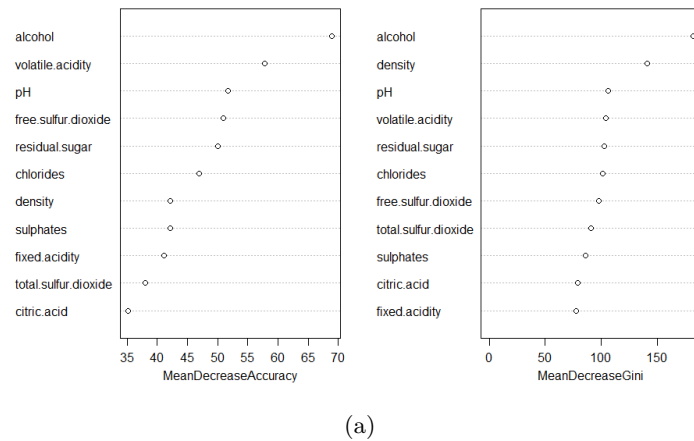 alcohol
volatile.acidity
pH
free.sulfur.dioxide
residual.sugar
chlorides
density
sulphates
fixed.acidity
total.sulfur.dioxide
citric.acid
35 40 45 50 55 60 65 70
MeanDecreaseAccuracy
alcohol
density
pH
volatile.acidity
residual.sugar
chlorides
free.sulfur.dioxide
total.sulfur.dioxide
sulphates
citric.acid
fixed.acidity
0 50 100 150
MeanDecreaseGini
(a)